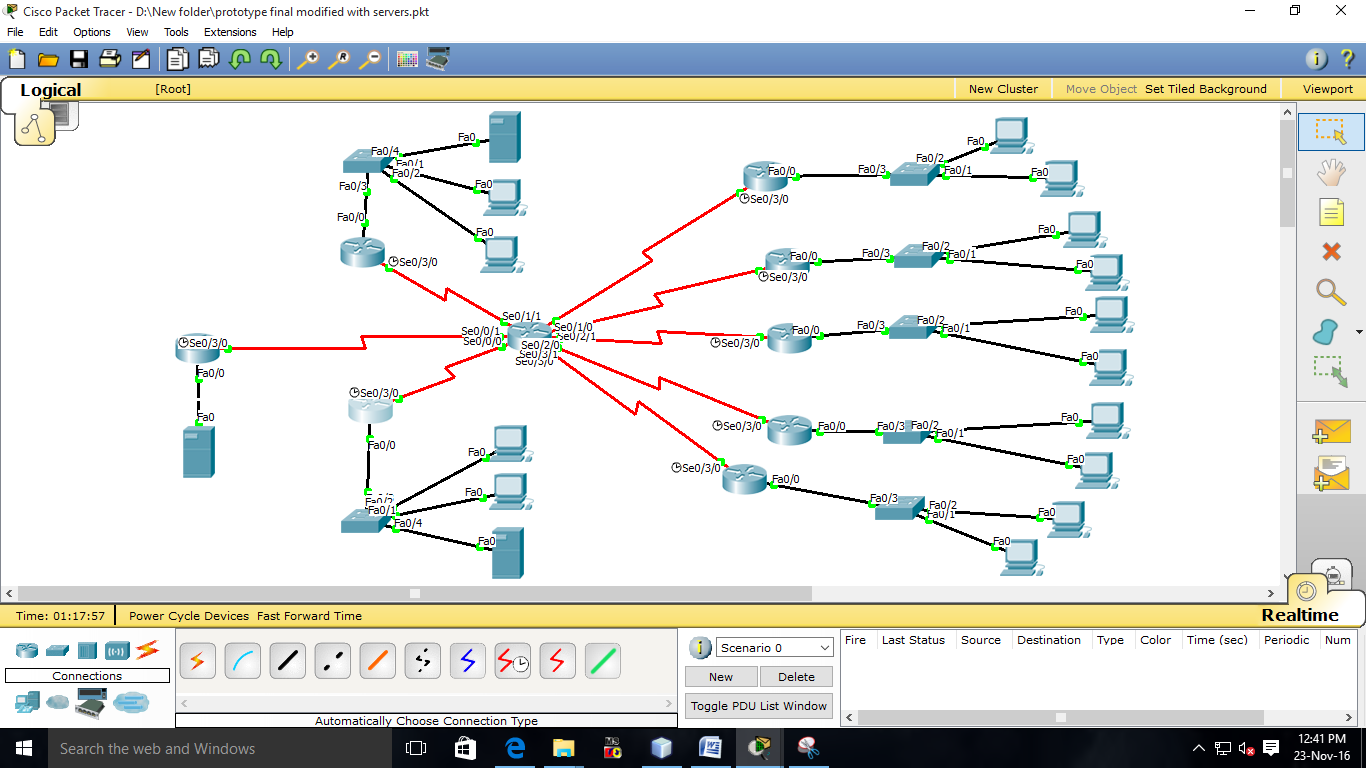 Cisco Packet Tracer - D:\New folder\prototype final modified with servers.pkt
File Edit Options View Tools Extensions Help
Logical [Root] New Cluster Move Object Set Tiled Background Viewport
Fa0
Fa0/4
Fa0/1
Fa0/2
Fa0/3
Fa0
Fa0/0
Fa0
Se0/3/0
Fa0
Fa0/2
Fa0/0
Fa0/3
Fa0/1
Fa0
Se0/3/0
Fa0
Fa0/2
Fa0/0
Fa0/3
Fa0/1
Fa0
Se0/3/0
Se0/1/1
Se0/0/1
Se0/0/0
Se0/1/0
Se0/2/1
Se0/2/0
Se0/3/1
Se0/3/0
Se0/3/0
Fa0/0
Fa0
Fa0
Fa0/2
Fa0/0
Fa0/3
Fa0/1
Se0/3/0
Fa0
Se0/3/0
Fa0/0
Fa0
Fa0
Fa0/1
Fa0/4
Fa0
Fa0
Se0/3/0
Fa0/0
Fa0/3
Fa0/2
Fa0/1
Fa0
Se0/3/0
Fa0/0
Fa0/3
Fa0/2
Fa0/1
Fa0
Fa0
Time: 01:17:57 Power Cycle Devices Fast Forward Time Realtime
Connections
Automatically Choose Connection Type
Scenario 0
New Delete
Toggle PDU List Window
Fire Last Status Source Destination Type Color Time (sec) Periodic Num
Search the web and Windows
12:41 PM
23-Nov-16